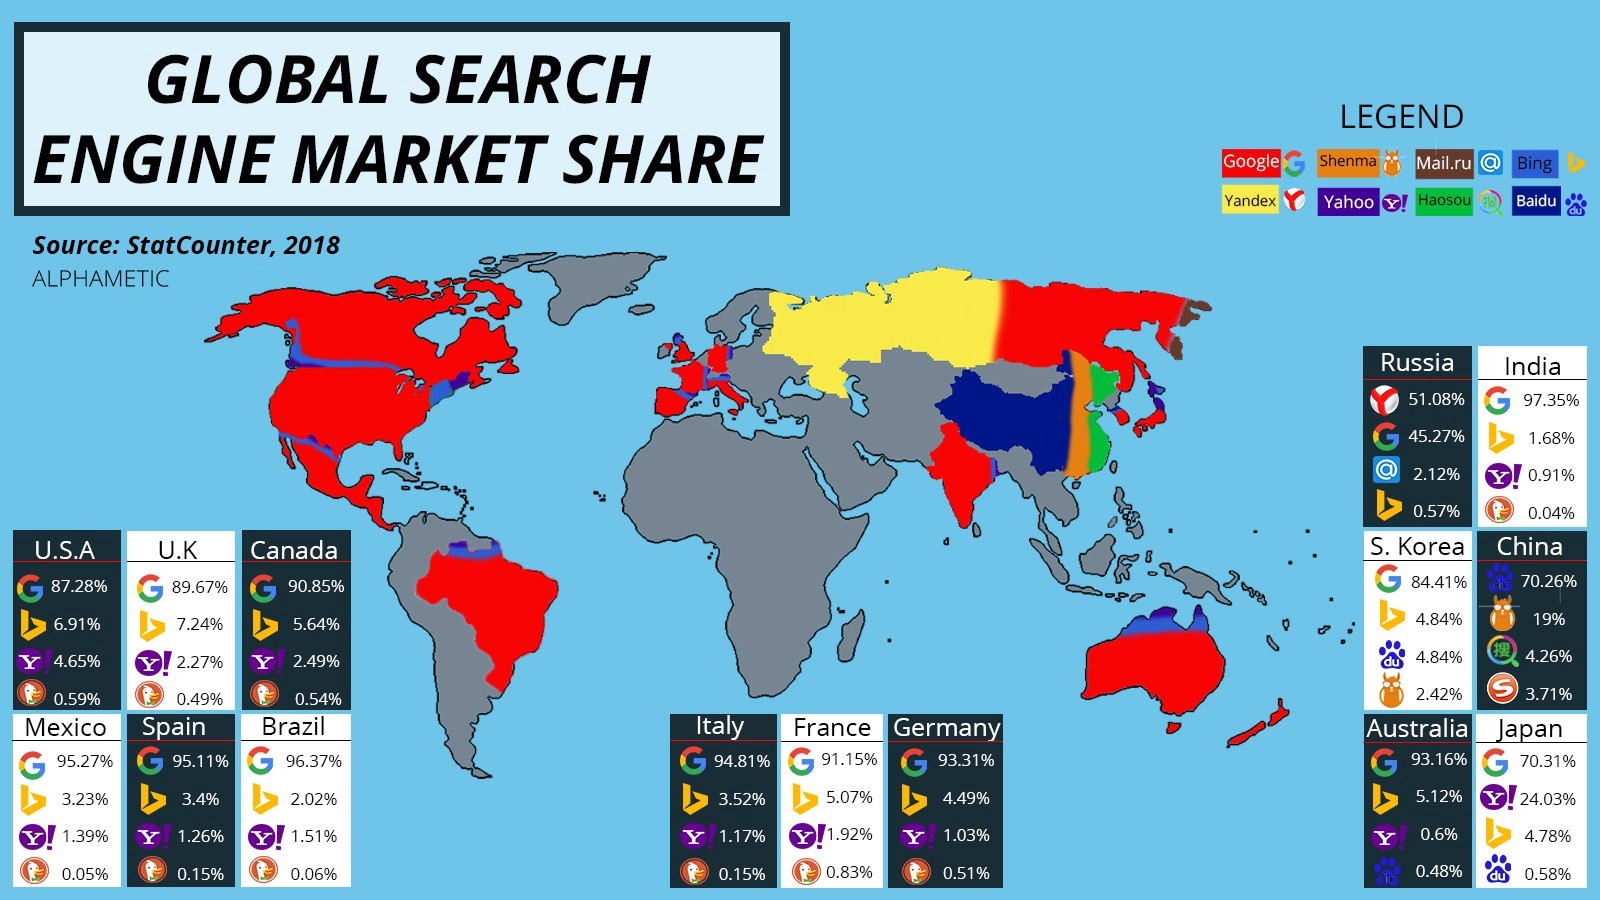 GLOBAL SEARCH
ENGINE MARKET SHARE
Source: StatCounter, 2018
ALPHAMETIC
LEGEND
Google Shenma Mail.ru @ Bing
Yandex Yahoo Y! Haosou 搜 Baidu du
Russia
51.08%
45.27%
@ 2.12%
0.57%
India
97.35%
1.68%
Y! 0.91%
0.04%
U.S.A
87.28%
6.91%
Y! 4.65%
0.59%
U.K
89.67%
7.24%
Y! 2.27%
0.49%
Canada
90.85%
5.64%
Y! 2.49%
0.54%
S. Korea
84.41%
4.84%
du 4.84%
2.42%
China
du 70.26%
19%
搜 4.26%
S 3.71%
Mexico
95.27%
3.23%
Y! 1.39%
0.05%
Spain
95.11%
3.4%
Y! 1.26%
0.15%
Brazil
96.37%
2.02%
Y! 1.51%
0.06%
Italy
94.81%
3.52%
Y! 1.17%
0.15%
France
91.15%
5.07%
Y! 1.92%
0.83%
Germany
93.31%
4.49%
Y! 1.03%
0.51%
Australia
93.16%
5.12%
Y! 0.6%
du 0.48%
Japan
70.31%
Y! 24.03%
4.78%
du 0.58%